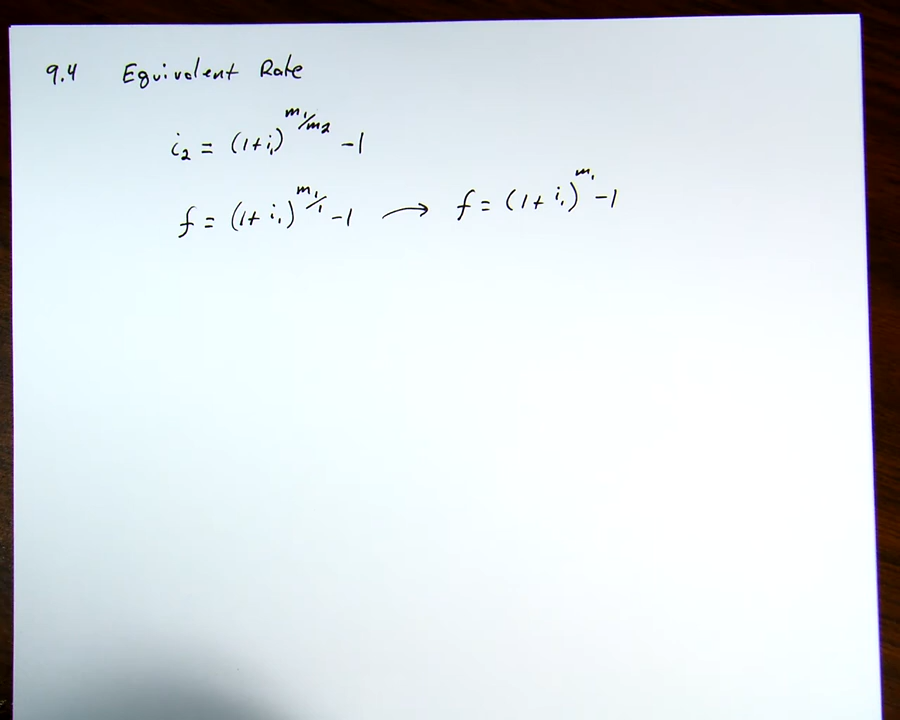 9.4 Equivalent Rate
i₂ = (1+i₁)^(m₁/m₂) -1
f = (1+ i₁)^(m₁/1) -1 → f = (1+ i₁)^(m₁) -1